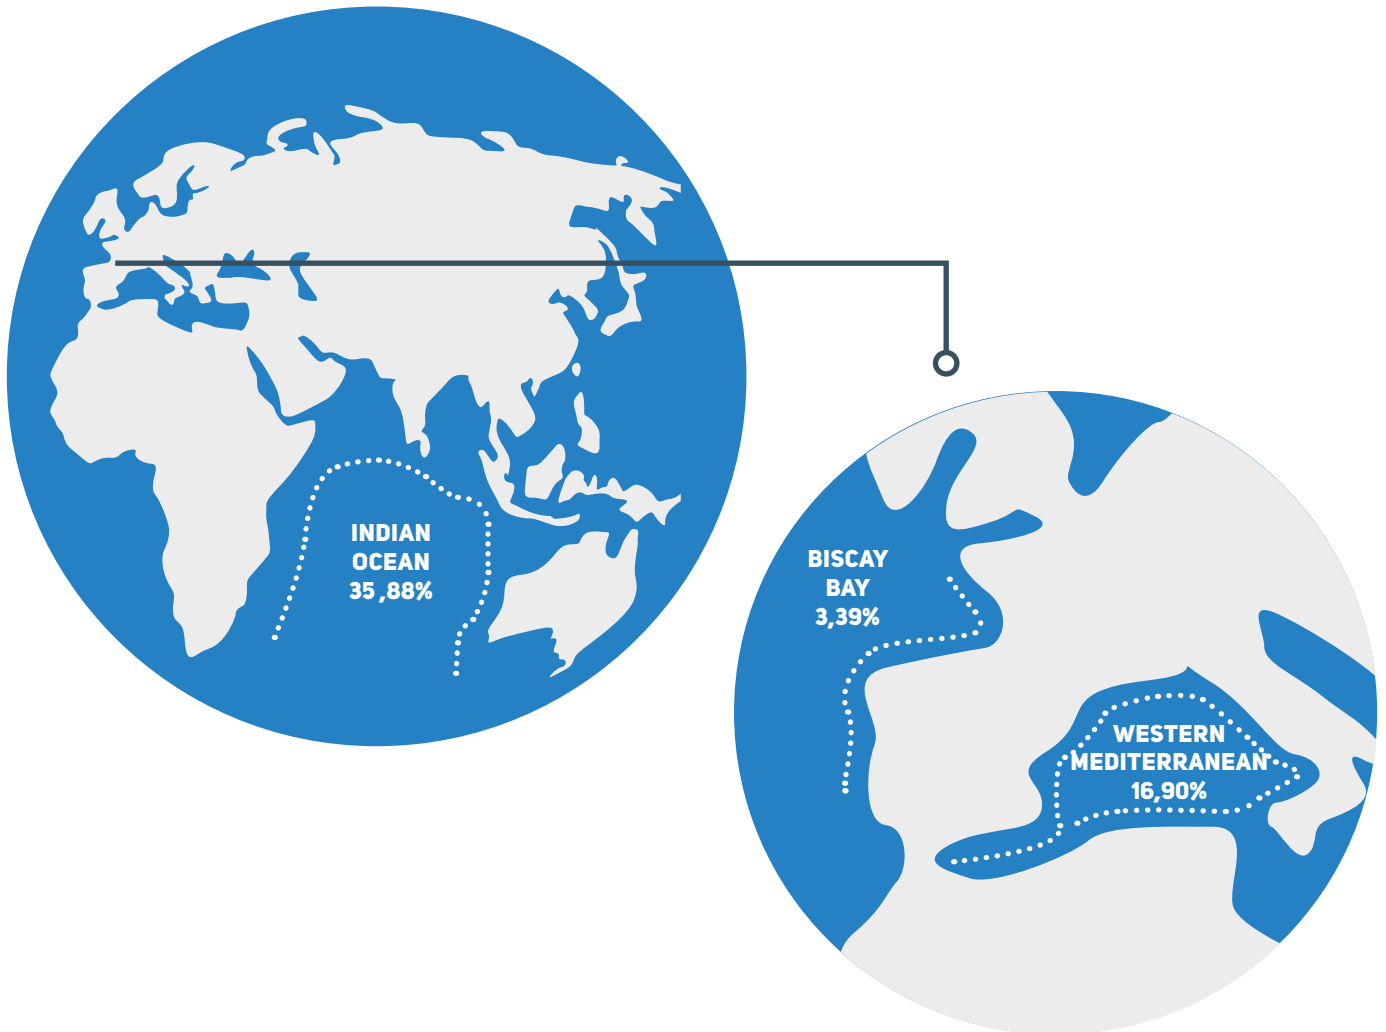 INDIAN
OCEAN
35 ,88%
BISCAY
BAY
3,39%
WESTERN
MEDITERRANEAN
16,90%